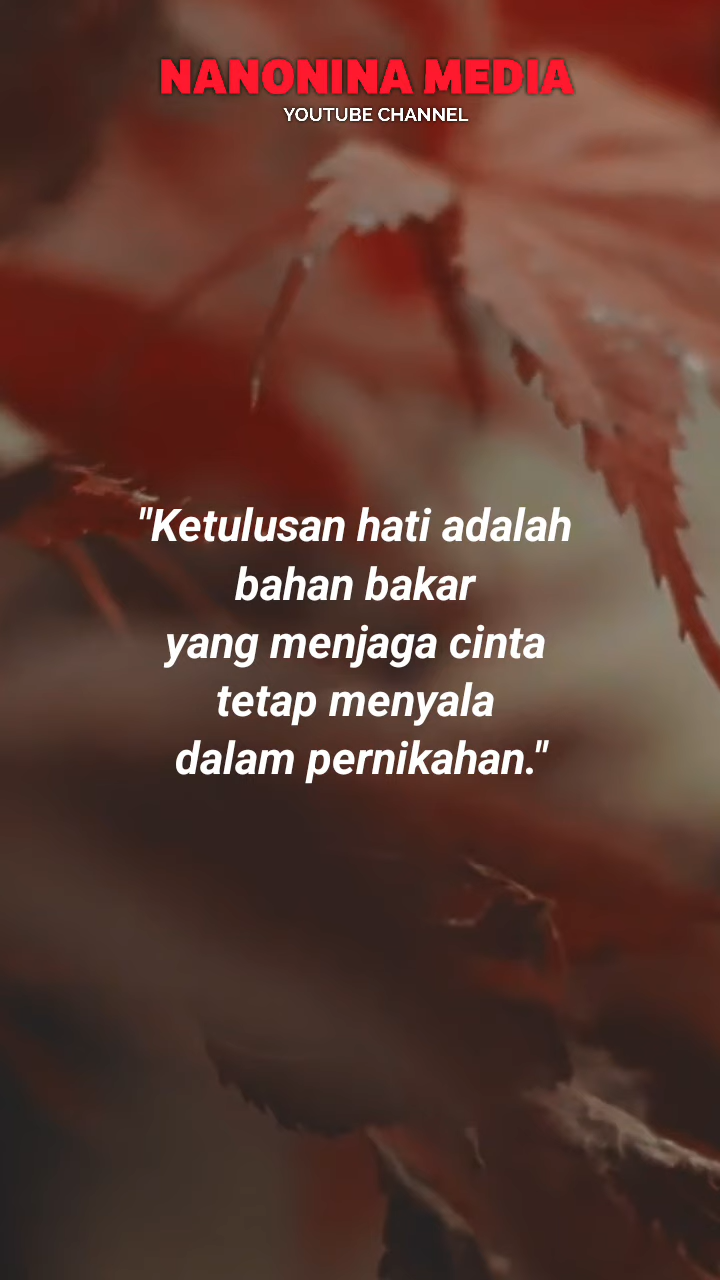 NANONINA MEDIA
YOUTUBE CHANNEL
"Ketulusan hati adalah
bahan bakar
yang menjaga cinta
tetap menyala
dalam pernikahan."